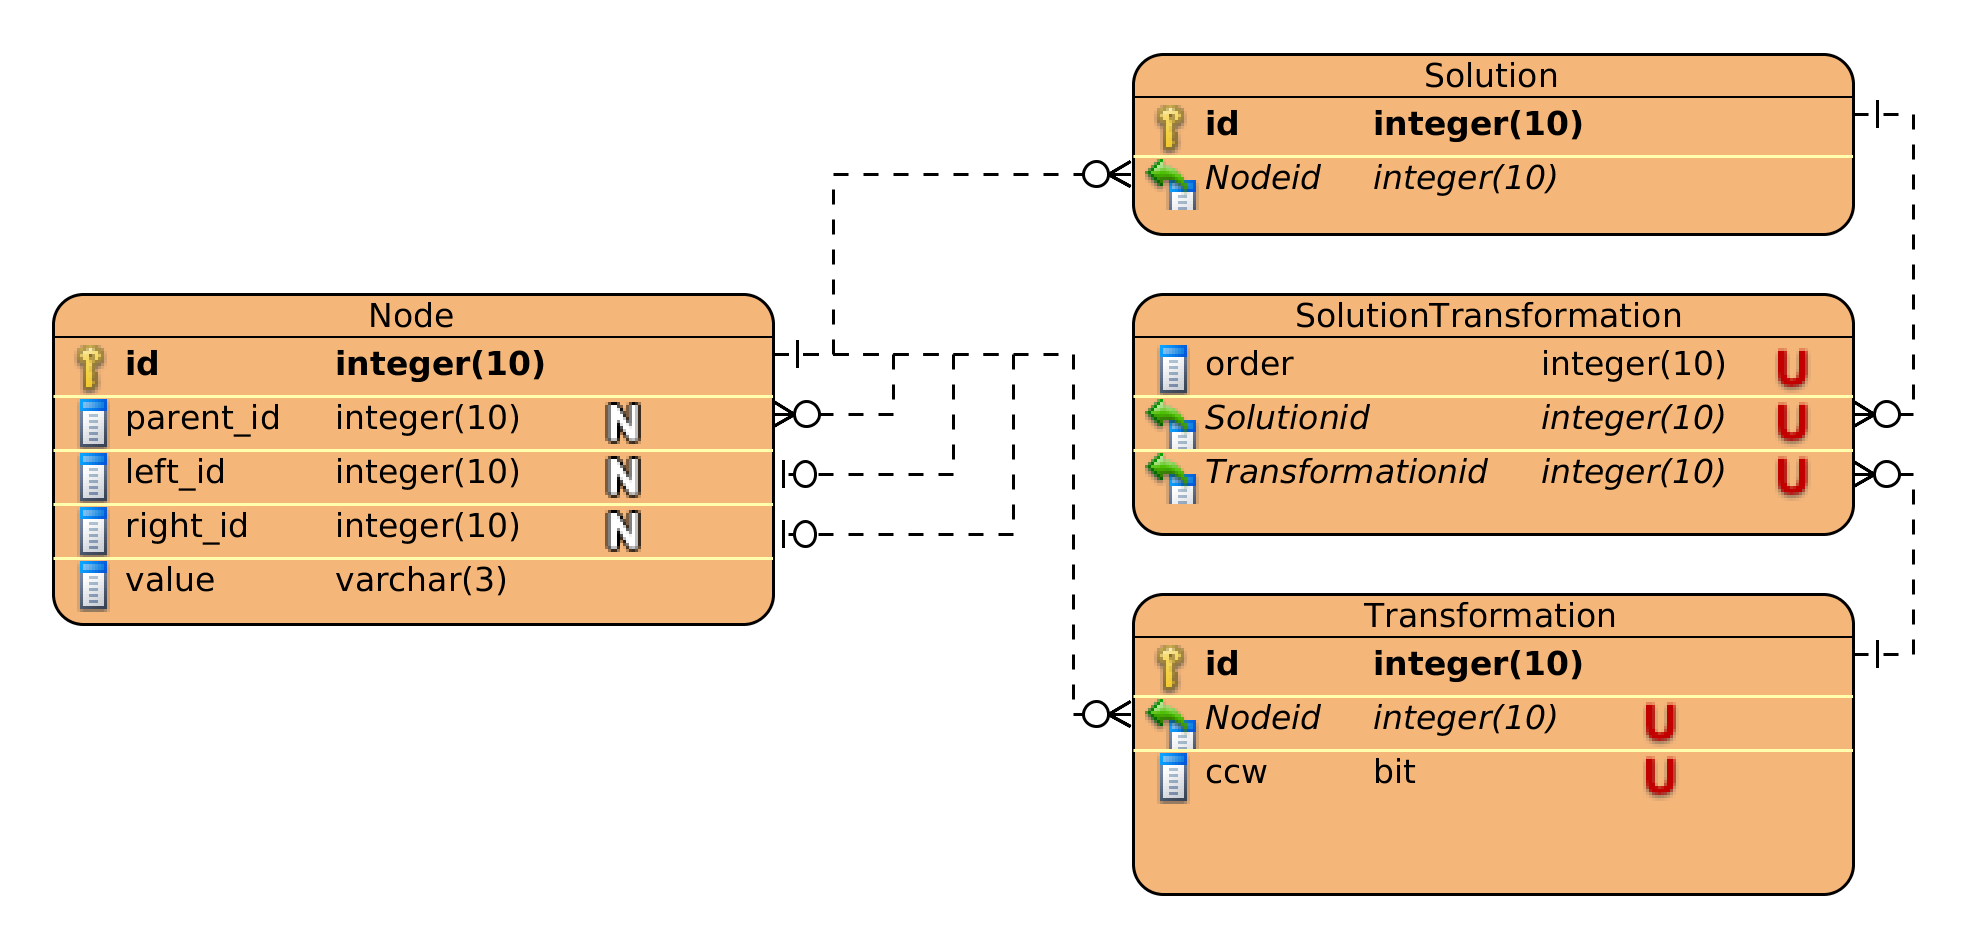 Solution
id integer(10)
Nodeid integer(10)
Node
id integer(10)
parent_id integer(10) N
left_id integer(10) N
right_id integer(10) N
value varchar(3)
SolutionTransformation
order integer(10) U
Solutionid integer(10) U
Transformationid integer(10) U
Transformation
id integer(10)
Nodeid integer(10) U
ccw bit U